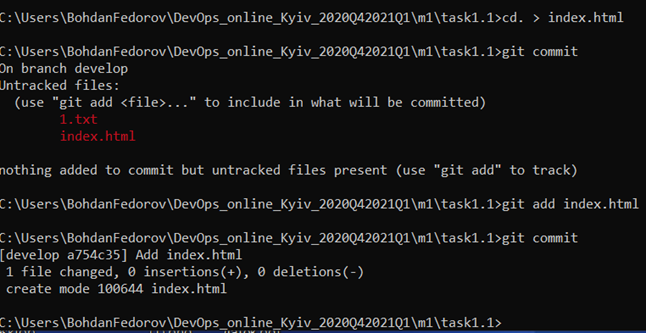 C:\Users\BohdanFedorov\DevOps_online_Kyiv_2020Q42021Q1\m1\task1.1>cd. > index.html
C:\Users\BohdanFedorov\DevOps_online_Kyiv_2020Q42021Q1\m1\task1.1>git commit
On branch develop
Untracked files:
  (use "git add <file>..." to include in what will be committed)
        1.txt
        index.html
nothing added to commit but untracked files present (use "git add" to track)
C:\Users\BohdanFedorov\DevOps_online_Kyiv_2020Q42021Q1\m1\task1.1>git add index.html
C:\Users\BohdanFedorov\DevOps_online_Kyiv_2020Q42021Q1\m1\task1.1>git commit
[develop a754c35] Add index.html
 1 file changed, 0 insertions(+), 0 deletions(-)
 create mode 100644 index.html
C:\Users\BohdanFedorov\DevOps_online_Kyiv_2020Q42021Q1\m1\task1.1>